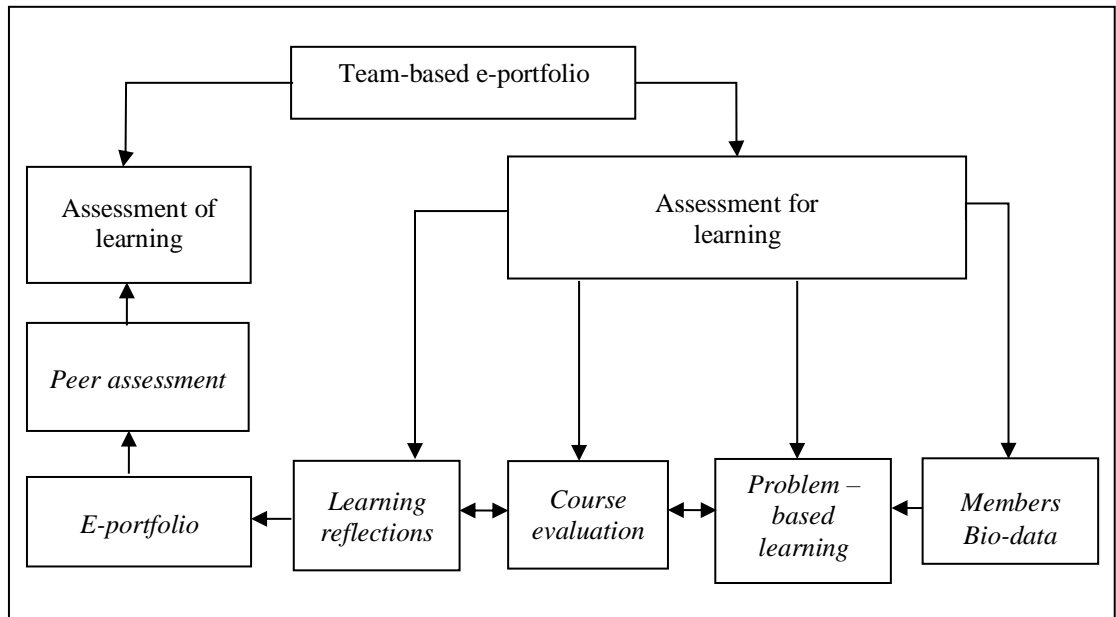 Team-based e-portfolio
Assessment of
learning
Assessment for
learning
Peer assessment
E-portfolio
Learning
reflections
Course
evaluation
Problem –
based
learning
Members
Bio-data